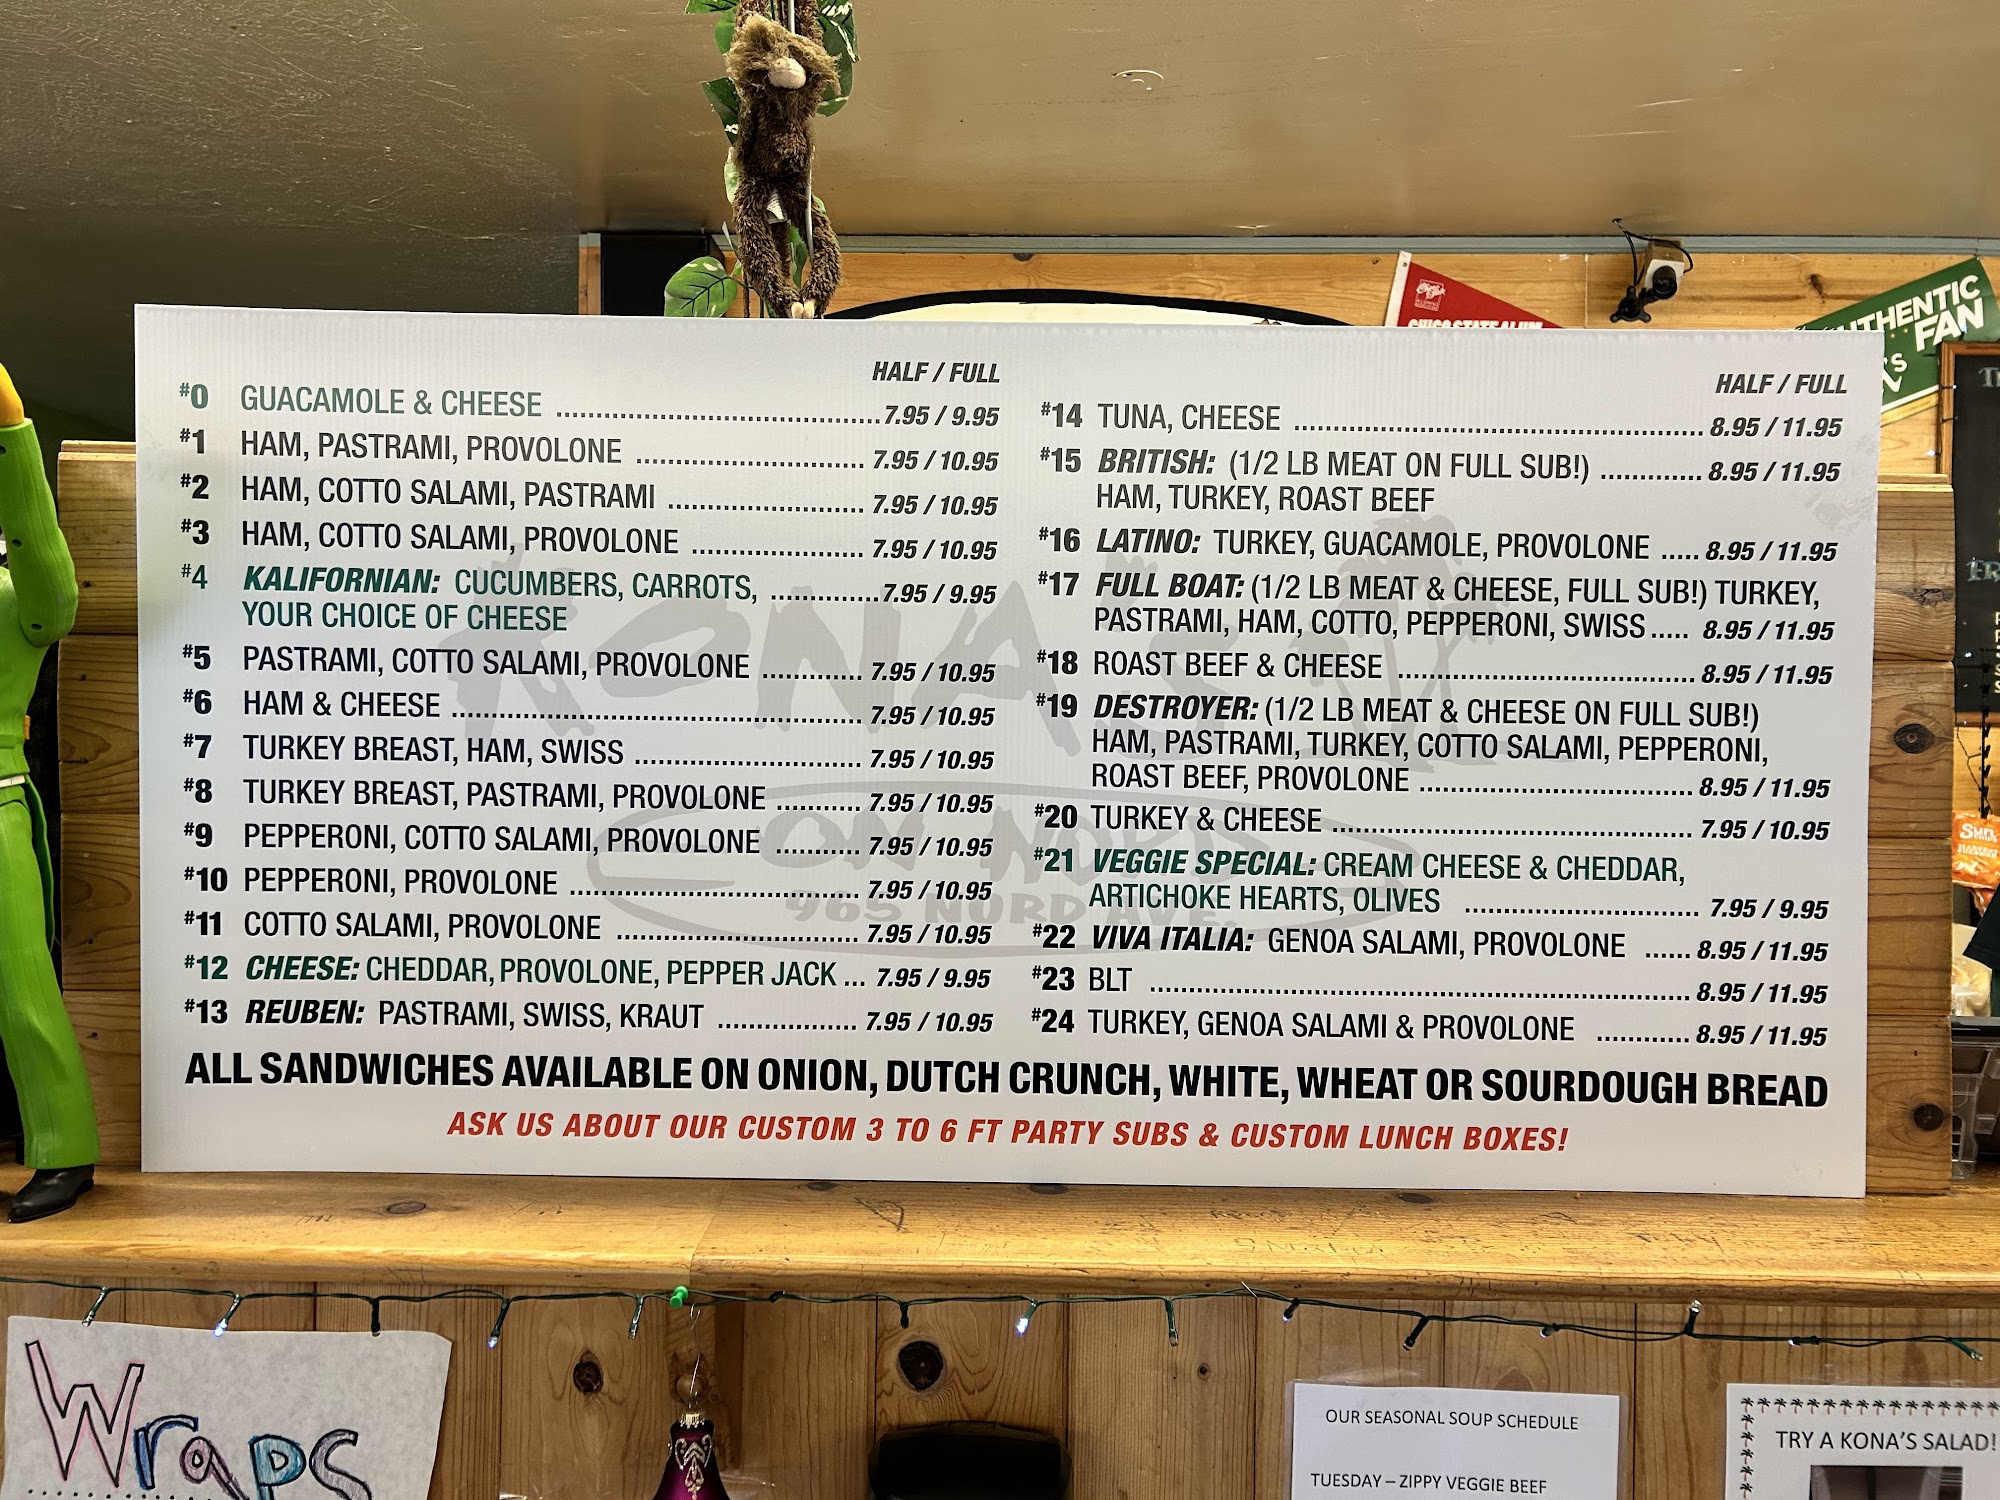 HALF / FULL
#0 GUACAMOLE & CHEESE ........ 7.95 / 9.95
#1 HAM, PASTRAMI, PROVOLONE ........ 7.95 / 10.95
#2 HAM, COTTO SALAMI, PASTRAMI ........ 7.95 / 10.95
#3 HAM, COTTO SALAMI, PROVOLONE ........ 7.95 / 10.95
#4 KALIFORNIAN: CUCUMBERS, CARROTS, ........ 7.95 / 9.95
YOUR CHOICE OF CHEESE
#5 PASTRAMI, COTTO SALAMI, PROVOLONE ........ 7.95 / 10.95
#6 HAM & CHEESE ........ 7.95 / 10.95
#7 TURKEY BREAST, HAM, SWISS ........ 7.95 / 10.95
#8 TURKEY BREAST, PASTRAMI, PROVOLONE ........ 7.95 / 10.95
#9 PEPPERONI, COTTO SALAMI, PROVOLONE ........ 7.95 / 10.95
#10 PEPPERONI, PROVOLONE ........ 7.95 / 10.95
#11 COTTO SALAMI, PROVOLONE ........ 7.95 / 10.95
#12 CHEESE: CHEDDAR, PROVOLONE, PEPPER JACK ... 7.95 / 9.95
#13 REUBEN: PASTRAMI, SWISS, KRAUT ........ 7.95 / 10.95
HALF / FULL
#14 TUNA, CHEESE ........ 8.95 / 11.95
#15 BRITISH: (1/2 LB MEAT ON FULL SUB!) ........ 8.95 / 11.95
HAM, TURKEY, ROAST BEEF
#16 LATINO: TURKEY, GUACAMOLE, PROVOLONE ..... 8.95 / 11.95
#17 FULL BOAT: (1/2 LB MEAT & CHEESE, FULL SUB!) TURKEY,
PASTRAMI, HAM, COTTO, PEPPERONI, SWISS ..... 8.95 / 11.95
#18 ROAST BEEF & CHEESE ........ 8.95 / 11.95
#19 DESTROYER: (1/2 LB MEAT & CHEESE ON FULL SUB!)
HAM, PASTRAMI, TURKEY, COTTO SALAMI, PEPPERONI,
ROAST BEEF, PROVOLONE ........ 8.95 / 11.95
#20 TURKEY & CHEESE ........ 7.95 / 10.95
#21 VEGGIE SPECIAL: CREAM CHEESE & CHEDDAR,
ARTICHOKE HEARTS, OLIVES ........ 7.95 / 9.95
#22 VIVA ITALIA: GENOA SALAMI, PROVOLONE ...... 8.95 / 11.95
#23 BLT ........ 8.95 / 11.95
#24 TURKEY, GENOA SALAMI & PROVOLONE ........ 8.95 / 11.95
ALL SANDWICHES AVAILABLE ON ONION, DUTCH CRUNCH, WHITE, WHEAT OR SOURDOUGH BREAD
ASK US ABOUT OUR CUSTOM 3 TO 6 FT PARTY SUBS & CUSTOM LUNCH BOXES!
KONA'S
ON NORD
965 NORD AVE.
CHICO STATE ALUM
AUTHENTIC
FAN
A's
Sun
Wraps
OUR SEASONAL SOUP SCHEDULE
TUESDAY – ZIPPY VEGGIE BEEF
TRY A KONA'S SALAD!